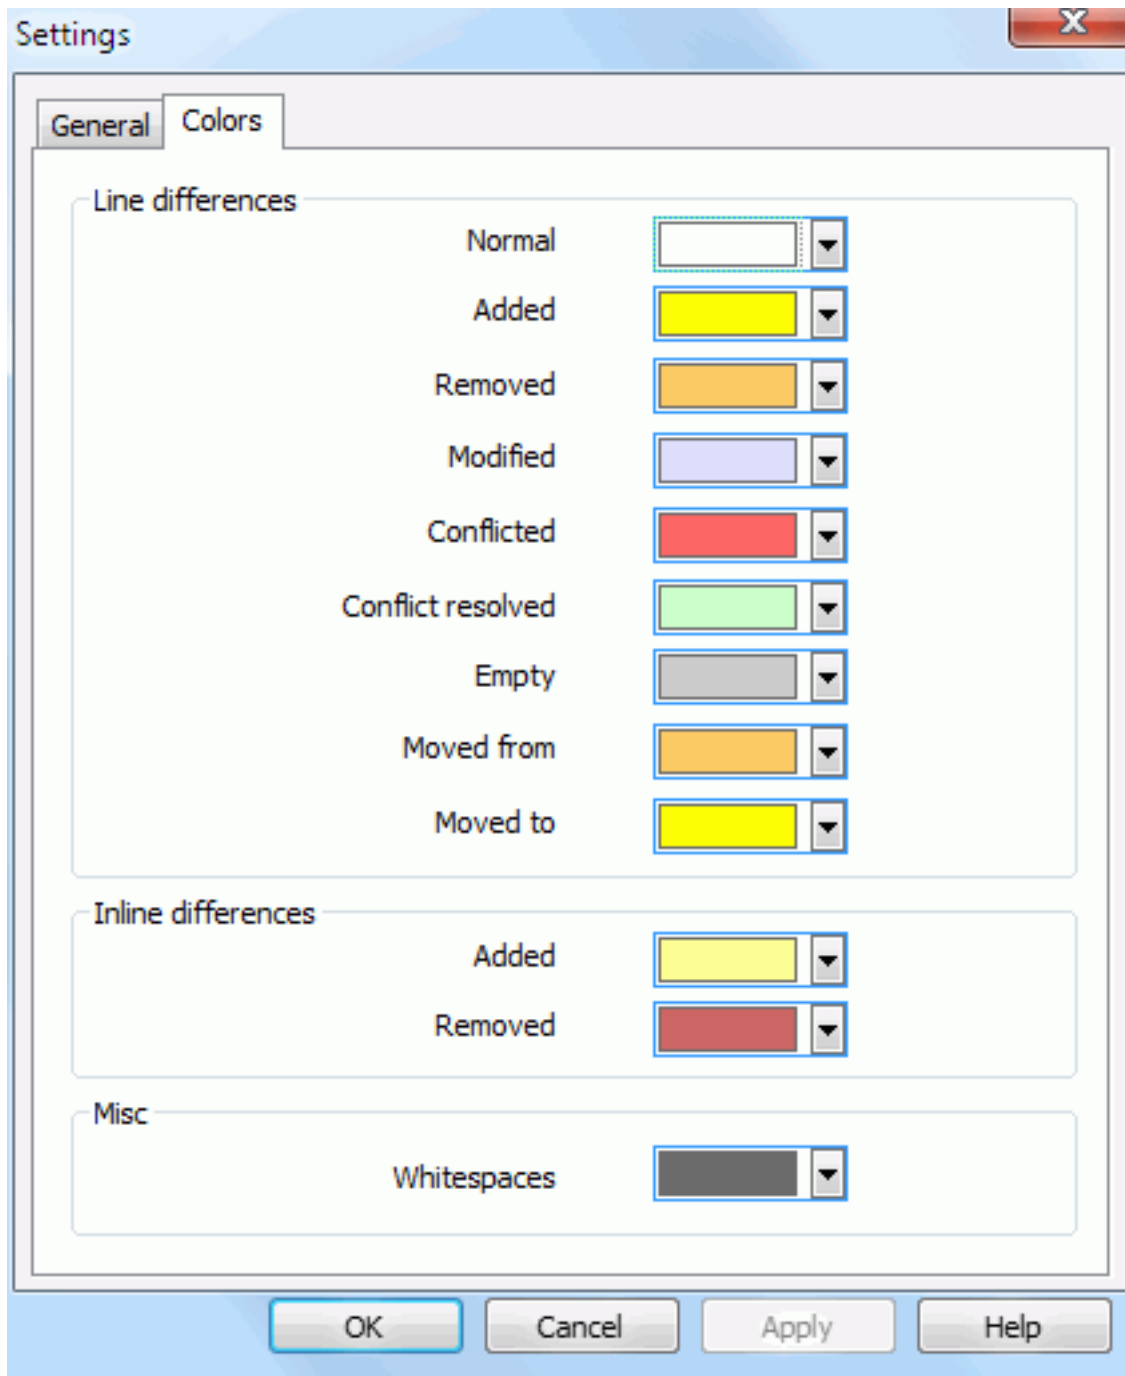 Settings
General
Colors
Line differences
Normal
Added
Removed
Modified
Conflicted
Conflict resolved
Empty
Moved from
Moved to
Inline differences
Added
Removed
Misc
Whitespaces
OK
Cancel
Apply
Help